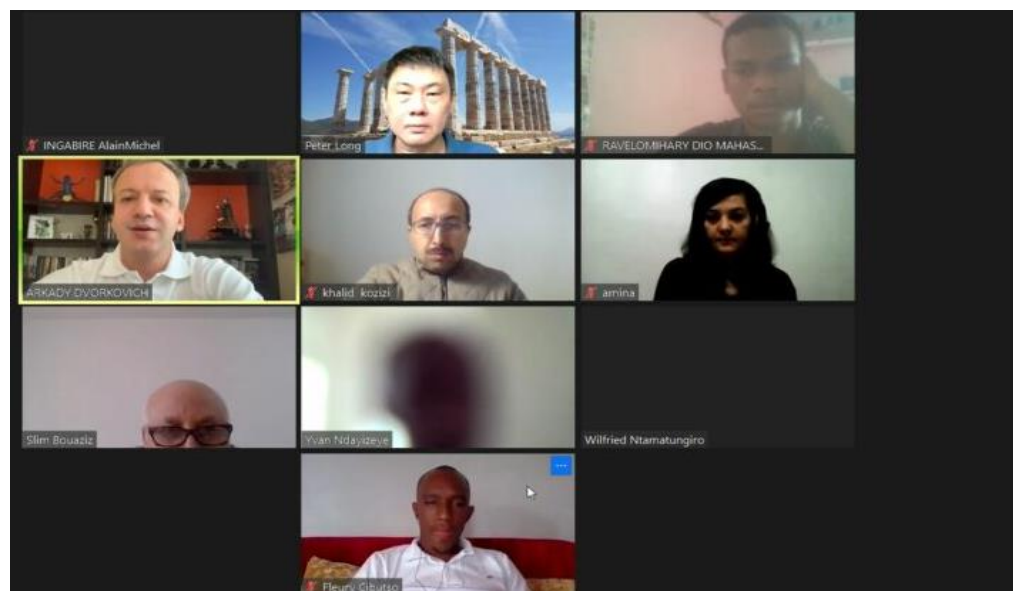 INGABIRE AlainMichel
Peter Long
RAVELOMIHARY DIO MAHAS...
ARKADY DVORKOVICH
khalid kozizi
amina
Slim Bouaziz
Yvan Ndayizeye
Wilfried Ntamatungiro
Fleury Cibutso